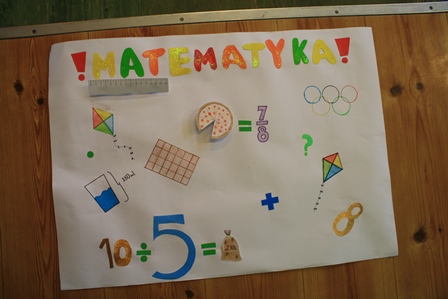 !MATEMATYKA!
= 7/8
?
+
10 ÷ 5 =